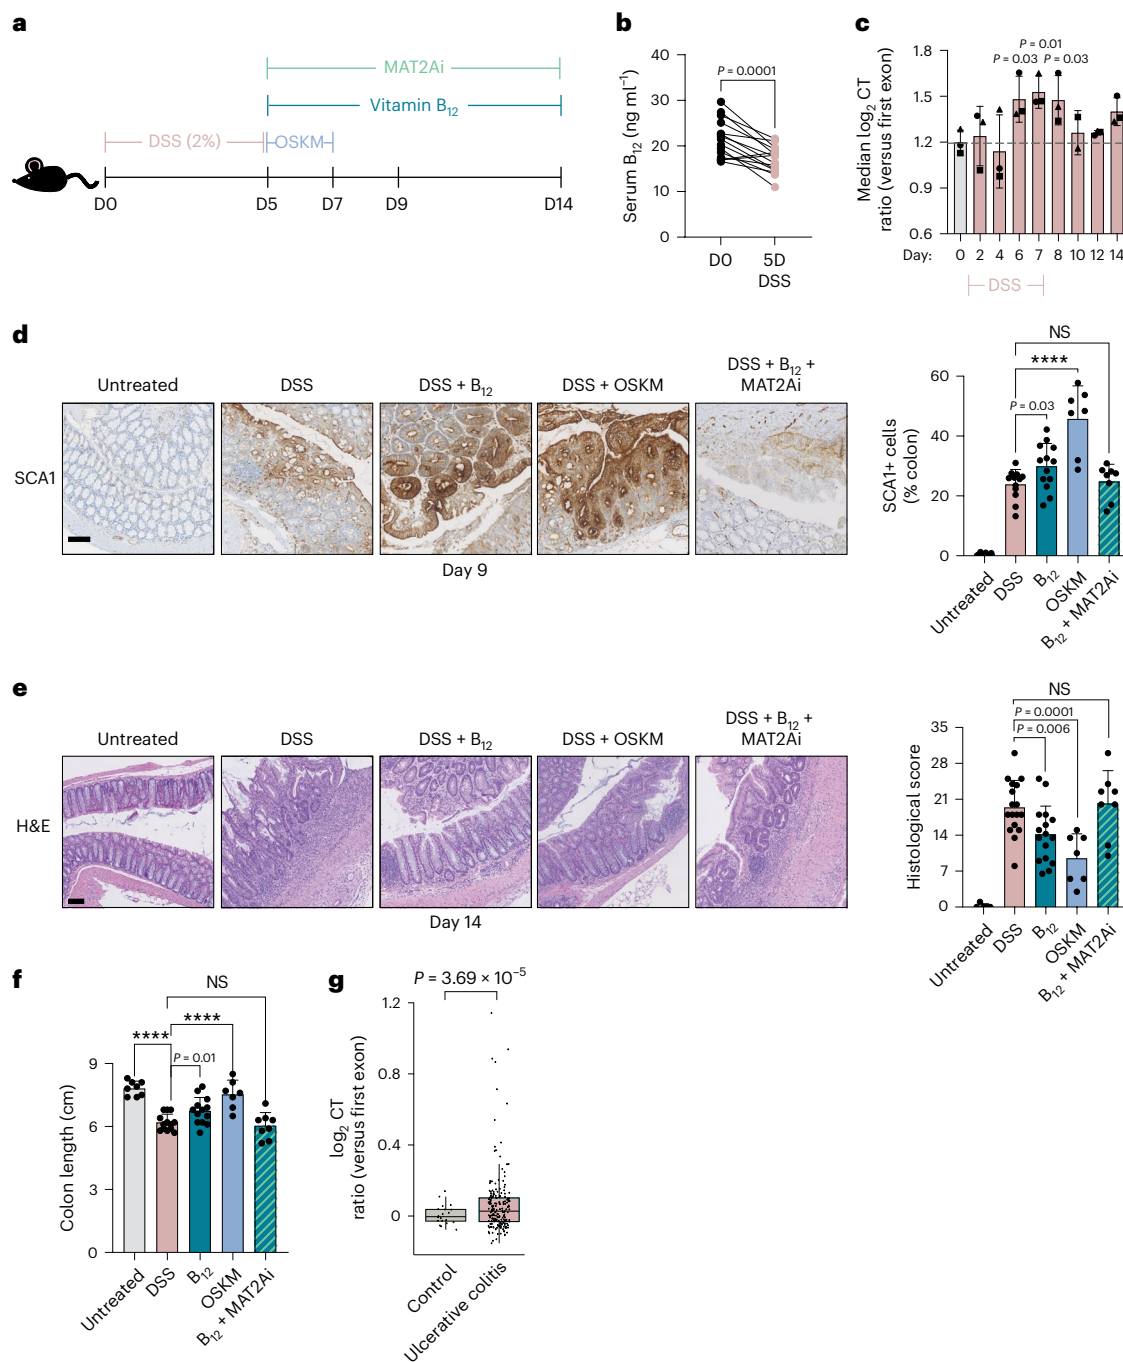 a
MAT2Ai
Vitamin B12
DSS (2%)
OSKM
D0
D5
D7
D9
D14
b
Serum B12 (ng ml−1)
40
30
20
10
0
P = 0.0001
D0
5D
DSS
c
Median log2 CT
ratio (versus first exon)
1.8
1.5
1.2
0.9
0.6
P = 0.01
P = 0.03
P = 0.03
Day:
0
2
4
6
7
8
10
12
14
DSS
d
Untreated
DSS
DSS + B12
DSS + OSKM
DSS + B12 +
MAT2Ai
SCA1
Day 9
SCA1+ cells
(% colon)
60
40
20
0
NS
****
P = 0.03
Untreated
DSS
B12
OSKM
B12 + MAT2Ai
e
Untreated
DSS
DSS + B12
DSS + OSKM
DSS + B12 +
MAT2Ai
H&E
Day 14
Histological score
35
28
21
14
7
0
NS
P = 0.0001
P = 0.006
Untreated
DSS
B12
OSKM
B12 + MAT2Ai
f
Colon length (cm)
9
6
3
0
NS
****
****
P = 0.01
Untreated
DSS
B12
OSKM
B12 + MAT2Ai
g
P = 3.69 × 10−5
log2 CT
ratio (versus first exon)
1.2
0.8
0.4
0
Control
Ulcerative colitis